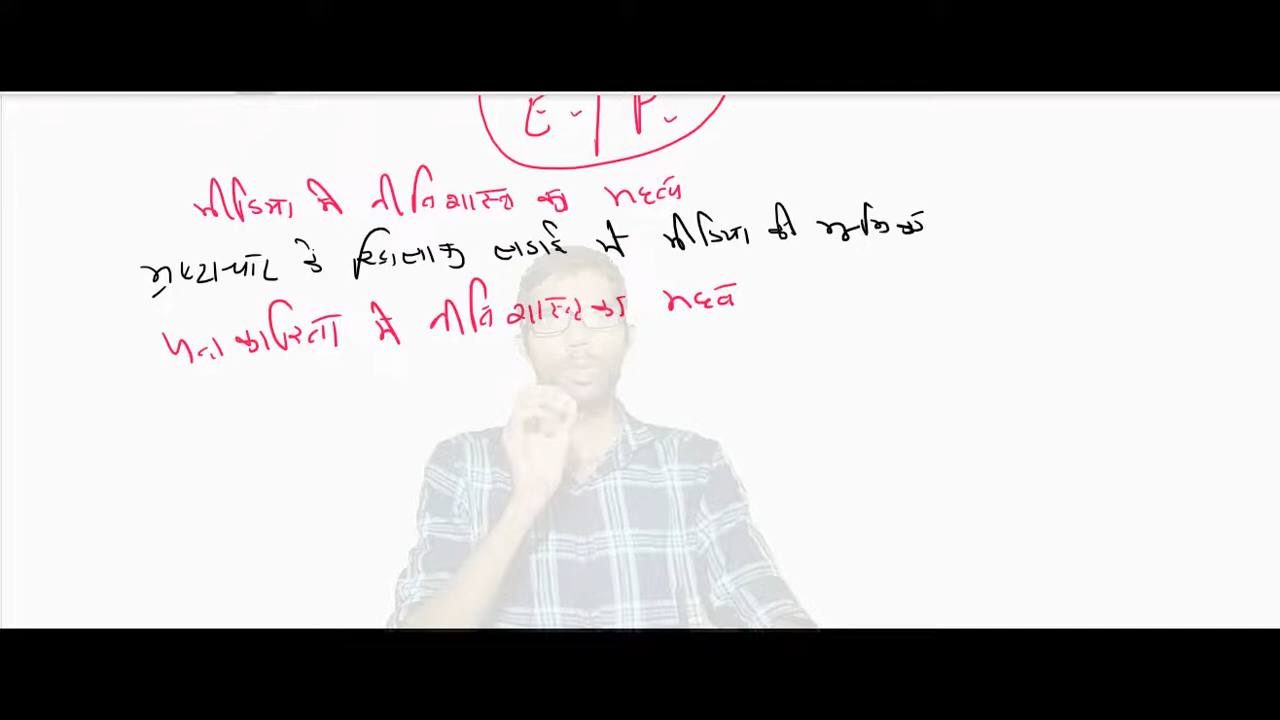 E. / P.
मीडिया में नीतिशास्त्र का महत्व
भ्रष्टाचार के खिलाफ लडाई में मीडिया की भूमिका
पत्रकारिता में नीतिशास्त्र का महत्व